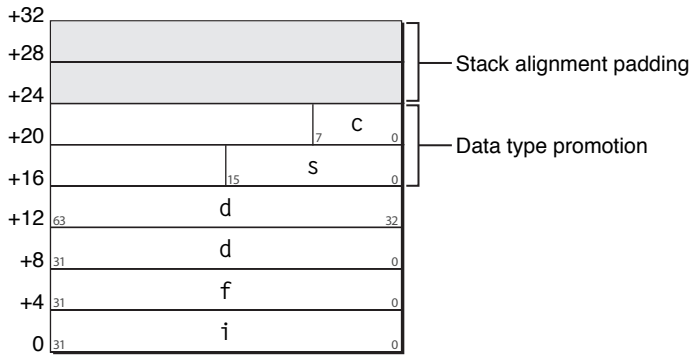 +32
+28
Stack alignment padding
+24
7 c 0
+20
Data type promotion
15 s 0
+16
63 d 32
+12
31 d 0
+8
31 f 0
+4
31 i 0
0